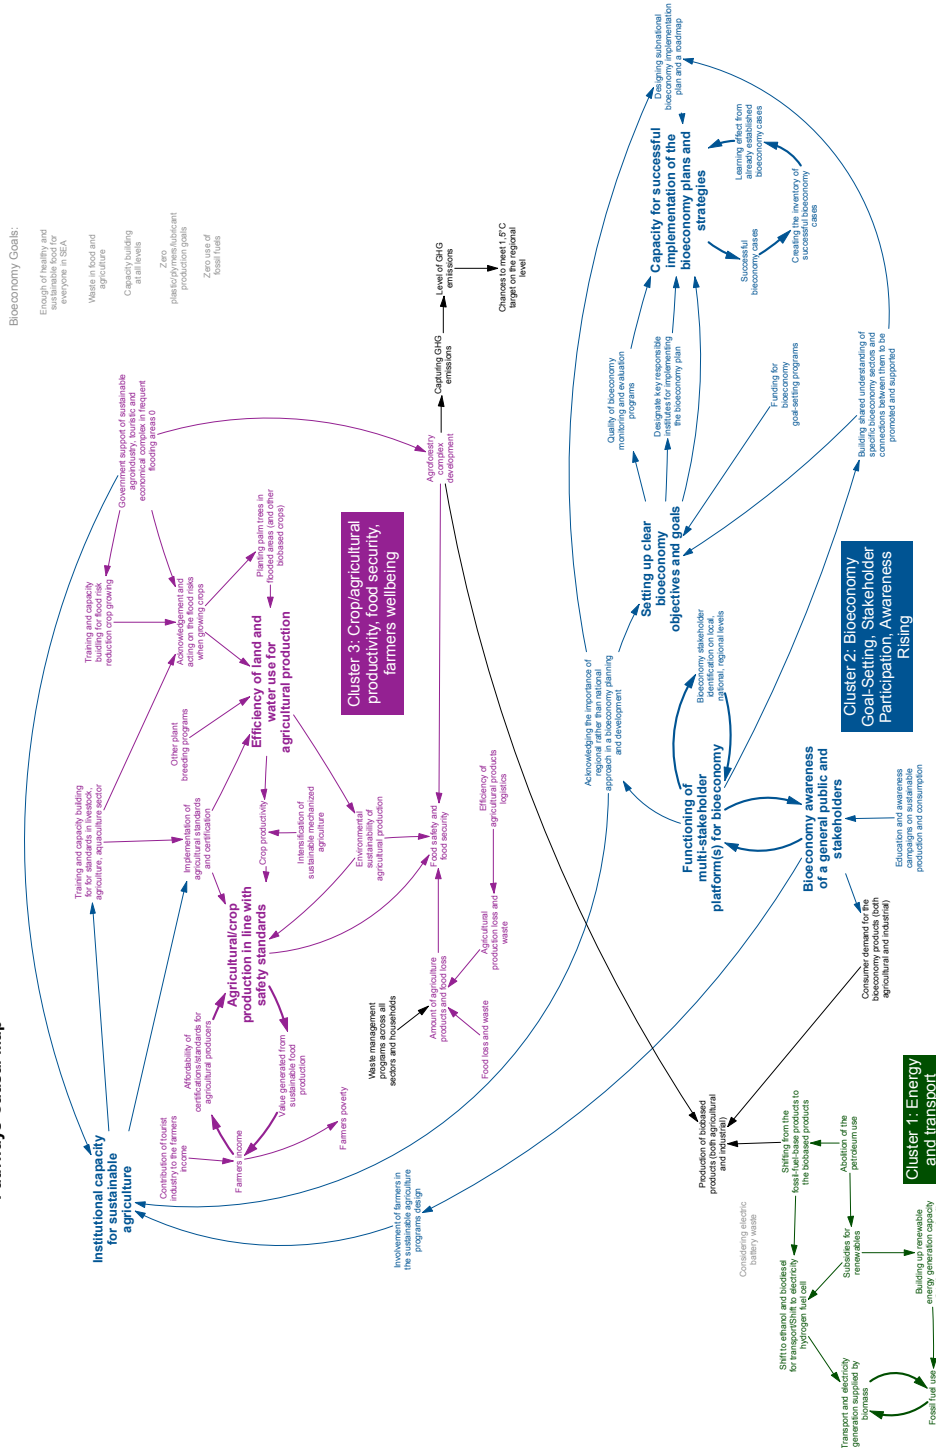 Bioeconomy Goals:
Enough of healthy and
sustainable food for
everyone in SEA
Waste in food and
agriculture
Capacity building
at all levels
Zero
plastic/plymers/lubricant
production goals
Zero use of
fossil fuels
Government support of sustainable
agroindustry, touristic and
economical complex in frequent
flooding areas 0
Training and capacity
buidling for flood risk
reduction crop growing
Acknowledgement and
acting on the flood risks
when growing crops
Planting palm trees in
flooded areas (and other
biobased crops)
Training and capacity building
for for standards in livestock,
agriculture, aquaculture sector
Other plant
breeding programs
Implementation of
agricultural standards
and certification
Efficiency of land and
water use for
agricultural production
Cluster 3: Crop/agricultural
productivity, food security,
farmers wellbeing
Agroforestry
complex
development
Capturing GHG
emissions
Level of GHG
emiissions
Chances to meet 1,5°C
target on the regional
level
Crop productivity
Intensification of
sustainable mechanized
agriculture
Environmental
sustainability of
agricultural production
Food safety and
food security
Efficiency of
agricultural products
logistics
Agricultural/crop
production in line with
safety standards
Agricultural
production loss and
waste
Amount of agriculture
products and food loss
Waste management
programs across all
sectors and households
Food loss and waste
Affordability of
certifications/standards for
agricultural producers
Value generated from
sustainable food
production
Contribution of tourist
industry to the farmers
income
Farmers income
Farmers poverty
Institutional capacity
for sustainable
agriculture
Involvement of farmers in
the sustainable agriculture
programs design
Designing subnational
bioeconomy implementation
plan and a roadmap
Capacity for successful
implementation of the
bioeconomy plans and
strategies
Learning effect from
already established
bioeconomy cases
Successful
bieconomy cases
Creating the inventory of
successful bioeconomy
cases
Quality of bioeconomy
monitoring and evaluation
programs
Designate key responsible
institutes for implementing
the bioeconomy plan
Funding for
bioeconomy
goal-setting programs
Building shared understanding of
specific bioeconomy sectors and
connections between them to be
promoted and supported
Setting up clear
bioeconomy
objectives and goals
Acknowledging the importance of
regional rather than national
approach in a bioeconomy planning
and development
Bioeconomy stakeholder
identification on local,
national, regional levels
Functioning of
multi-stakeholder
platform(s) for bioeconomy
Bioeconomy awareness
of a general public and
stakeholders
Cluster 2: Bioeconomy
Goal-Setting, Stakeholder
Participation, Awareness
Rising
Education and awareness
campaigns on sustainable
production and consumption
Consumer demand for the
bioeconomy products (both
agricultural and industrial)
Production of biobased
products (both agricultural
and industrial)
Shifting from the
fossil-fuel-base products to
the biobased products
Abolition of the
petroleum use
Cluster 1: Energy
and transport
Considering electric
battery waste
Subsidies for
renewables
Shift to ethanol and biodiesel
for transport/Shift to electricity
hydrogen fuel cell
Building up renewable
energy generation capacity
Transport and electricity
generation supplied by
biomass
Fossil fuel use